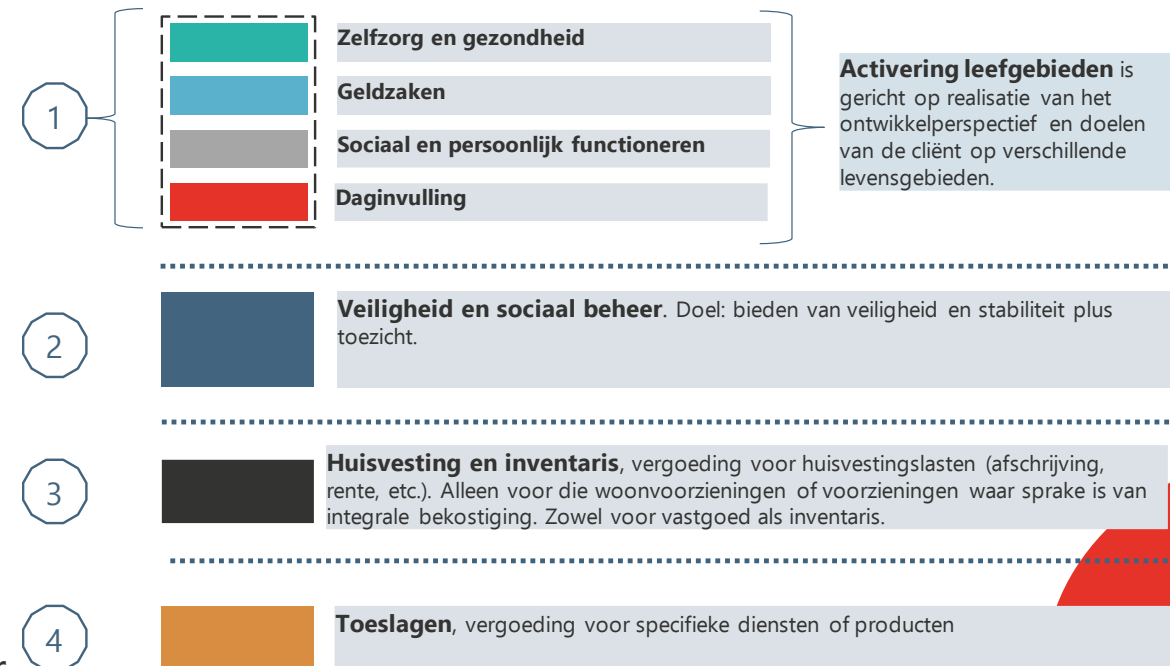 1
Zelfzorg en gezondheid
Geldzaken
Sociaal en persoonlijk functioneren
Daginvulling
Activering leefgebieden is
gericht op realisatie van het
ontwikkelperspectief en doelen
van de cliënt op verschillende
levensgebieden.
2
Veiligheid en sociaal beheer. Doel: bieden van veiligheid en stabiliteit plus
toezicht.
3
Huisvesting en inventaris, vergoeding voor huisvestingslasten (afschrijving,
rente, etc.). Alleen voor die woonvoorzieningen of voorzieningen waar sprake is van
integrale bekostiging. Zowel voor vastgoed als inventaris.
4
Toeslagen, vergoeding voor specifieke diensten of producten